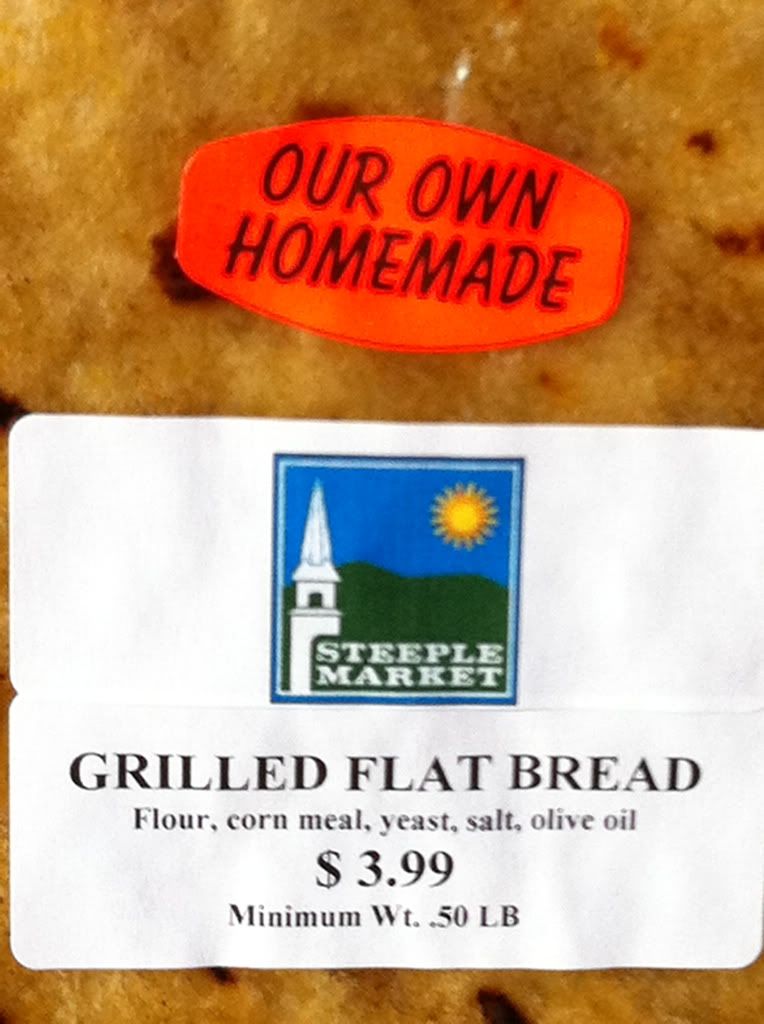 OUR OWN
HOMEMADE
STEEPLE
MARKET
GRILLED FLAT BREAD
Flour, corn meal, yeast, salt, olive oil
$ 3.99
Minimum Wt. .50 LB